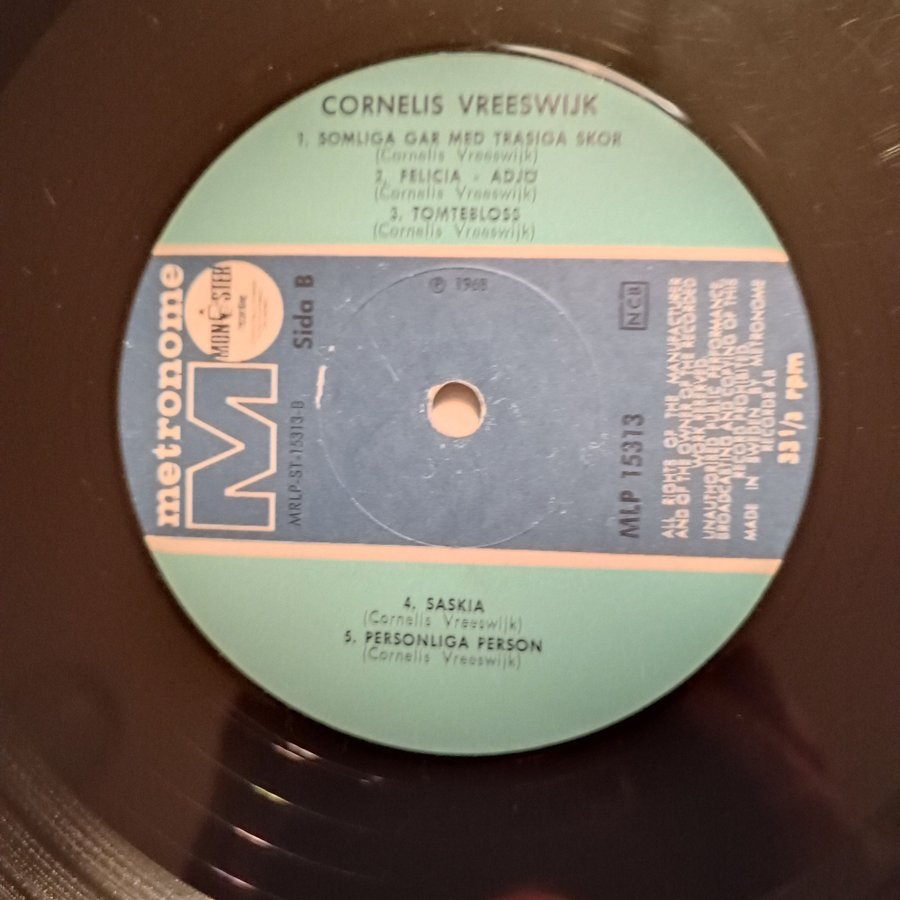 CORNELIS VREESWIJK
1. SOMLIGA GÅR MED TRASIGA SKOR
(Cornelis Vreeswijk)
2. FELICIA - ADJÖ
(Cornelis Vreeswijk)
3. TOMTEBLOSS
(Cornelis Vreeswijk)
metronome
M
MRLP-ST-15313-B
Sida B
℗ 1968
NCB
MLP 15313
ALL RIGHTS OF THE MANUFACTURER
AND OF THE OWNER OF THE RECORDED
WORK RESERVED
UNAUTHORISED PUBLIC PERFORMANCE,
BROADCASTING AND COPYING OF THIS
RECORD PROHIBITED
MADE IN SWEDEN BY METRONOME
RECORDS AB
33 1/3 rpm
4. SASKIA
(Cornelis Vreeswijk)
5. PERSONLIGA PERSON
(Cornelis Vreeswijk)